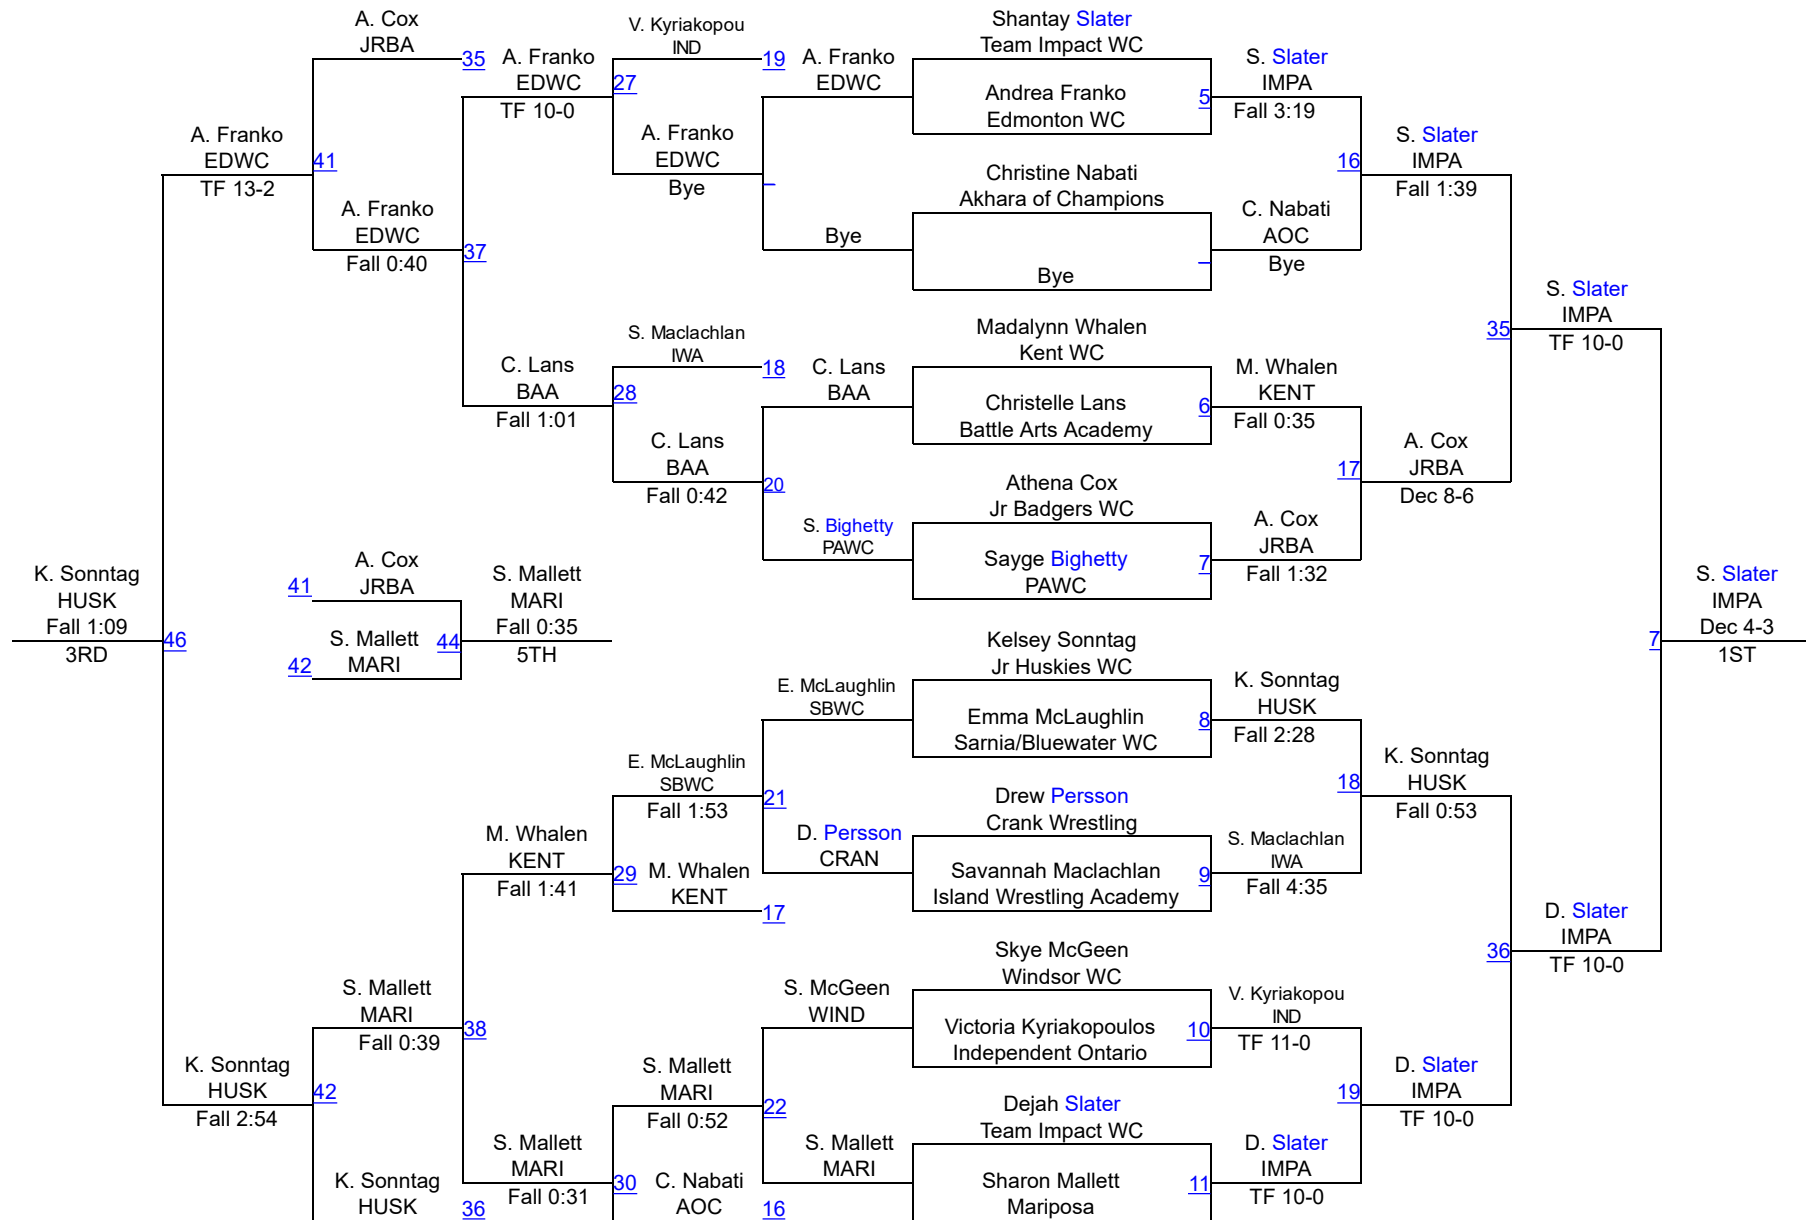 A. Cox
JRBA
35
A. Franko
EDWC
TF 10-0
V. Kyriakopou
IND
19
27
A. Franko
EDWC
Shantay Slater
Team Impact WC
Andrea Franko
Edmonton WC
5
S. Slater
IMPA
Fall 3:19
A. Franko
EDWC
TF 13-2
41
A. Franko
EDWC
Bye
Christine Nabati
Akhara of Champions
16
S. Slater
IMPA
Fall 1:39
A. Franko
EDWC
Fall 0:40
37
Bye
Bye
C. Nabati
AOC
Bye
S. Slater
IMPA
TF 10-0
35
S. Maclachlan
IWA
18
C. Lans
BAA
Fall 1:01
28
C. Lans
BAA
Madalynn Whalen
Kent WC
Christelle Lans
Battle Arts Academy
6
M. Whalen
KENT
Fall 0:35
C. Lans
BAA
Fall 0:42
20
17
A. Cox
JRBA
Dec 8-6
S. Bighetty
PAWC
Athena Cox
Jr Badgers WC
Sayge Bighetty
PAWC
7
A. Cox
JRBA
Fall 1:32
K. Sonntag
HUSK
Fall 1:09
3RD
46
41
A. Cox
JRBA
42
S. Mallett
MARI
44
S. Mallett
MARI
Fall 0:35
5TH
7
S. Slater
IMPA
Dec 4-3
1ST
E. McLaughlin
SBWC
Kelsey Sonntag
Jr Huskies WC
Emma McLaughlin
Sarnia/Bluewater WC
8
K. Sonntag
HUSK
Fall 2:28
E. McLaughlin
SBWC
Fall 1:53
21
18
K. Sonntag
HUSK
Fall 0:53
M. Whalen
KENT
Fall 1:41
29
M. Whalen
KENT
17
D. Persson
CRAN
Drew Persson
Crank Wrestling
Savannah Maclachlan
Island Wrestling Academy
9
S. Maclachlan
IWA
Fall 4:35
36
D. Slater
IMPA
TF 10-0
S. Mallett
MARI
Fall 0:39
38
S. McGeen
WIND
Skye McGeen
Windsor WC
Victoria Kyriakopoulos
Independent Ontario
10
V. Kyriakopou
IND
TF 11-0
K. Sonntag
HUSK
Fall 2:54
42
S. Mallett
MARI
Fall 0:52
22
19
D. Slater
IMPA
TF 10-0
K. Sonntag
HUSK
36
S. Mallett
MARI
Fall 0:31
30
C. Nabati
AOC
16
S. Mallett
MARI
Dejah Slater
Team Impact WC
Sharon Mallett
Mariposa
11
D. Slater
IMPA
TF 10-0